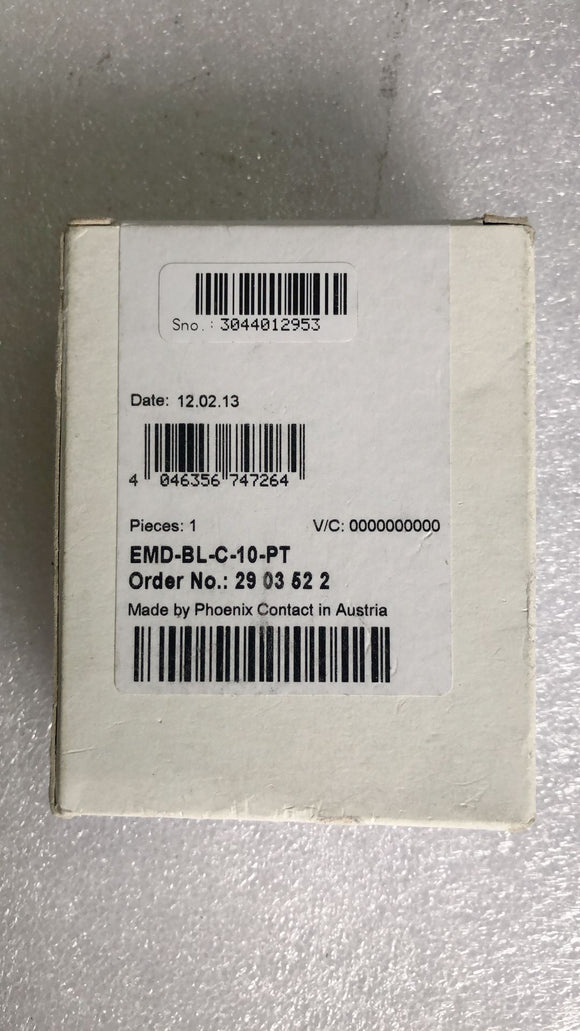 Sno.: 3044012953
Date: 12.02.13
4 046356 747264
Pieces: 1 V/C: 0000000000
EMD-BL-C-10-PT
Order No.: 29 03 52 2
Made by Phoenix Contact in Austria